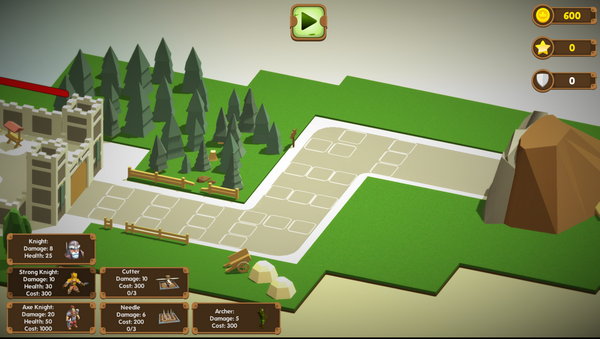 600
0
0
Knight:
Damage: 8
Health: 25
Strong Knight:
Damage: 10
Health: 30
Cost: 300
Cutter
Damage: 10
Cost: 300
0/3
Axe Knight:
Damage: 20
Health: 50
Cost: 1000
Needle
Damage: 6
Cost: 200
0/3
Archer:
Damage: 5
Cost: 300